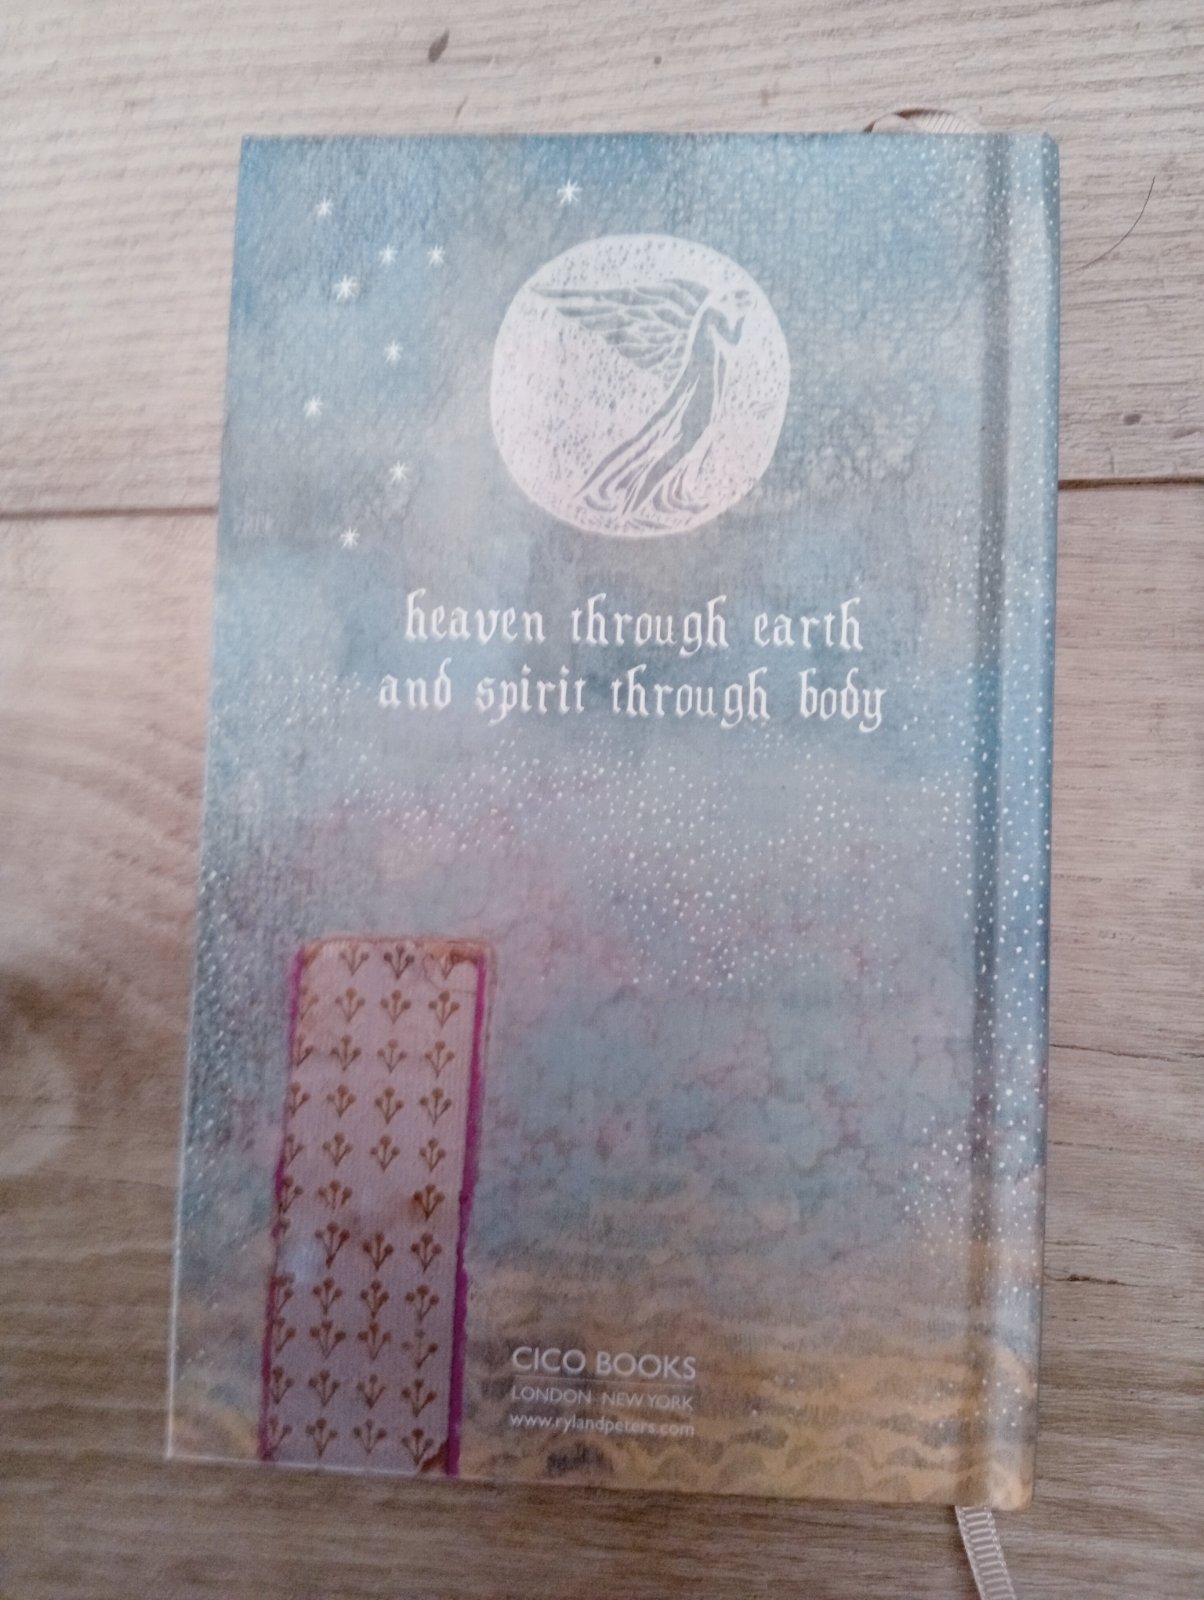 heaven through earth
and spirit through body
CICO BOOKS
LONDON NEW YORK
www.rylandpeters.com